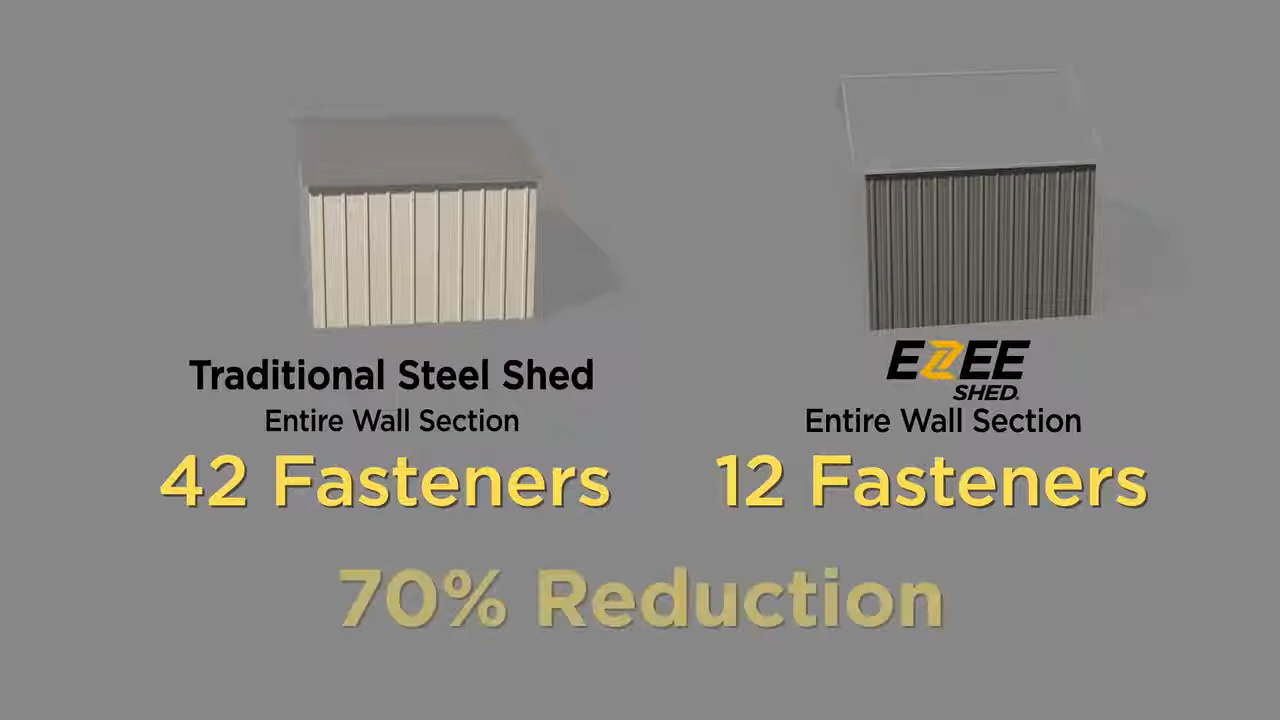 Traditional Steel Shed
Entire Wall Section
42 Fasteners
EZEE
SHED®
Entire Wall Section
12 Fasteners
70% Reduction